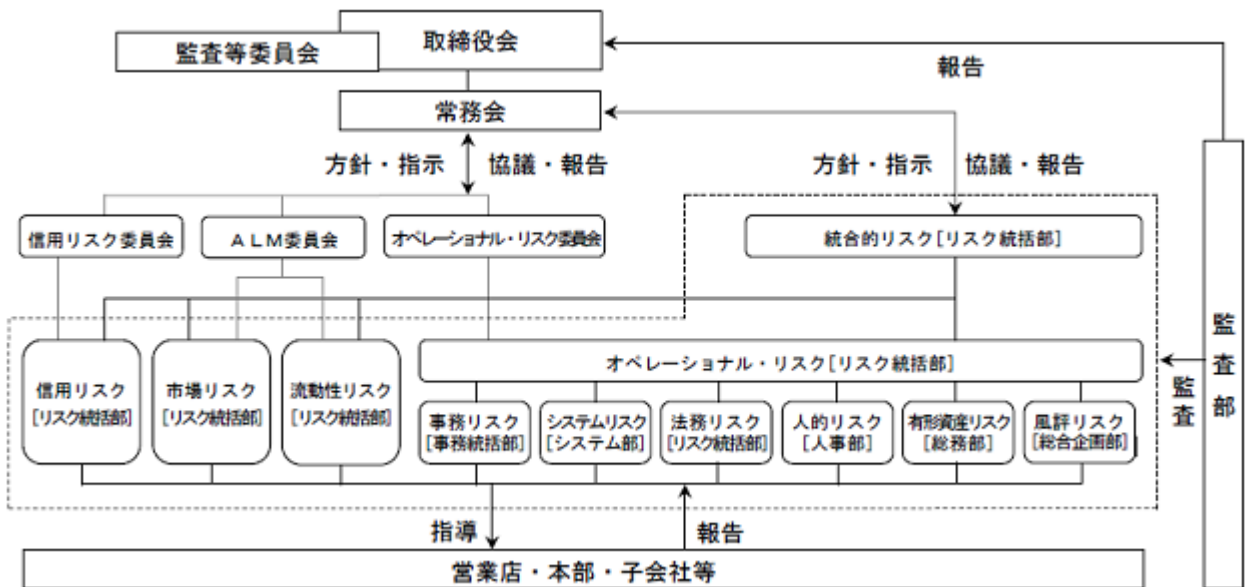 取締役会
監査等委員会
報告
常務会
方針・指示
協議・報告
方針・指示
協議・報告
信用リスク委員会
ALM委員会
オペレーショナル・リスク委員会
統合的リスク[リスク統括部]
監査部
監査
オペレーショナル・リスク[リスク統括部]
信用リスク
[リスク統括部]
市場リスク
[リスク統括部]
流動性リスク
[リスク統括部]
事務リスク
[事務統括部]
システムリスク
[システム部]
法務リスク
[リスク統括部]
人的リスク
[人事部]
有形資産リスク
[総務部]
風評リスク
[総合企画部]
指導
報告
営業店・本部・子会社等